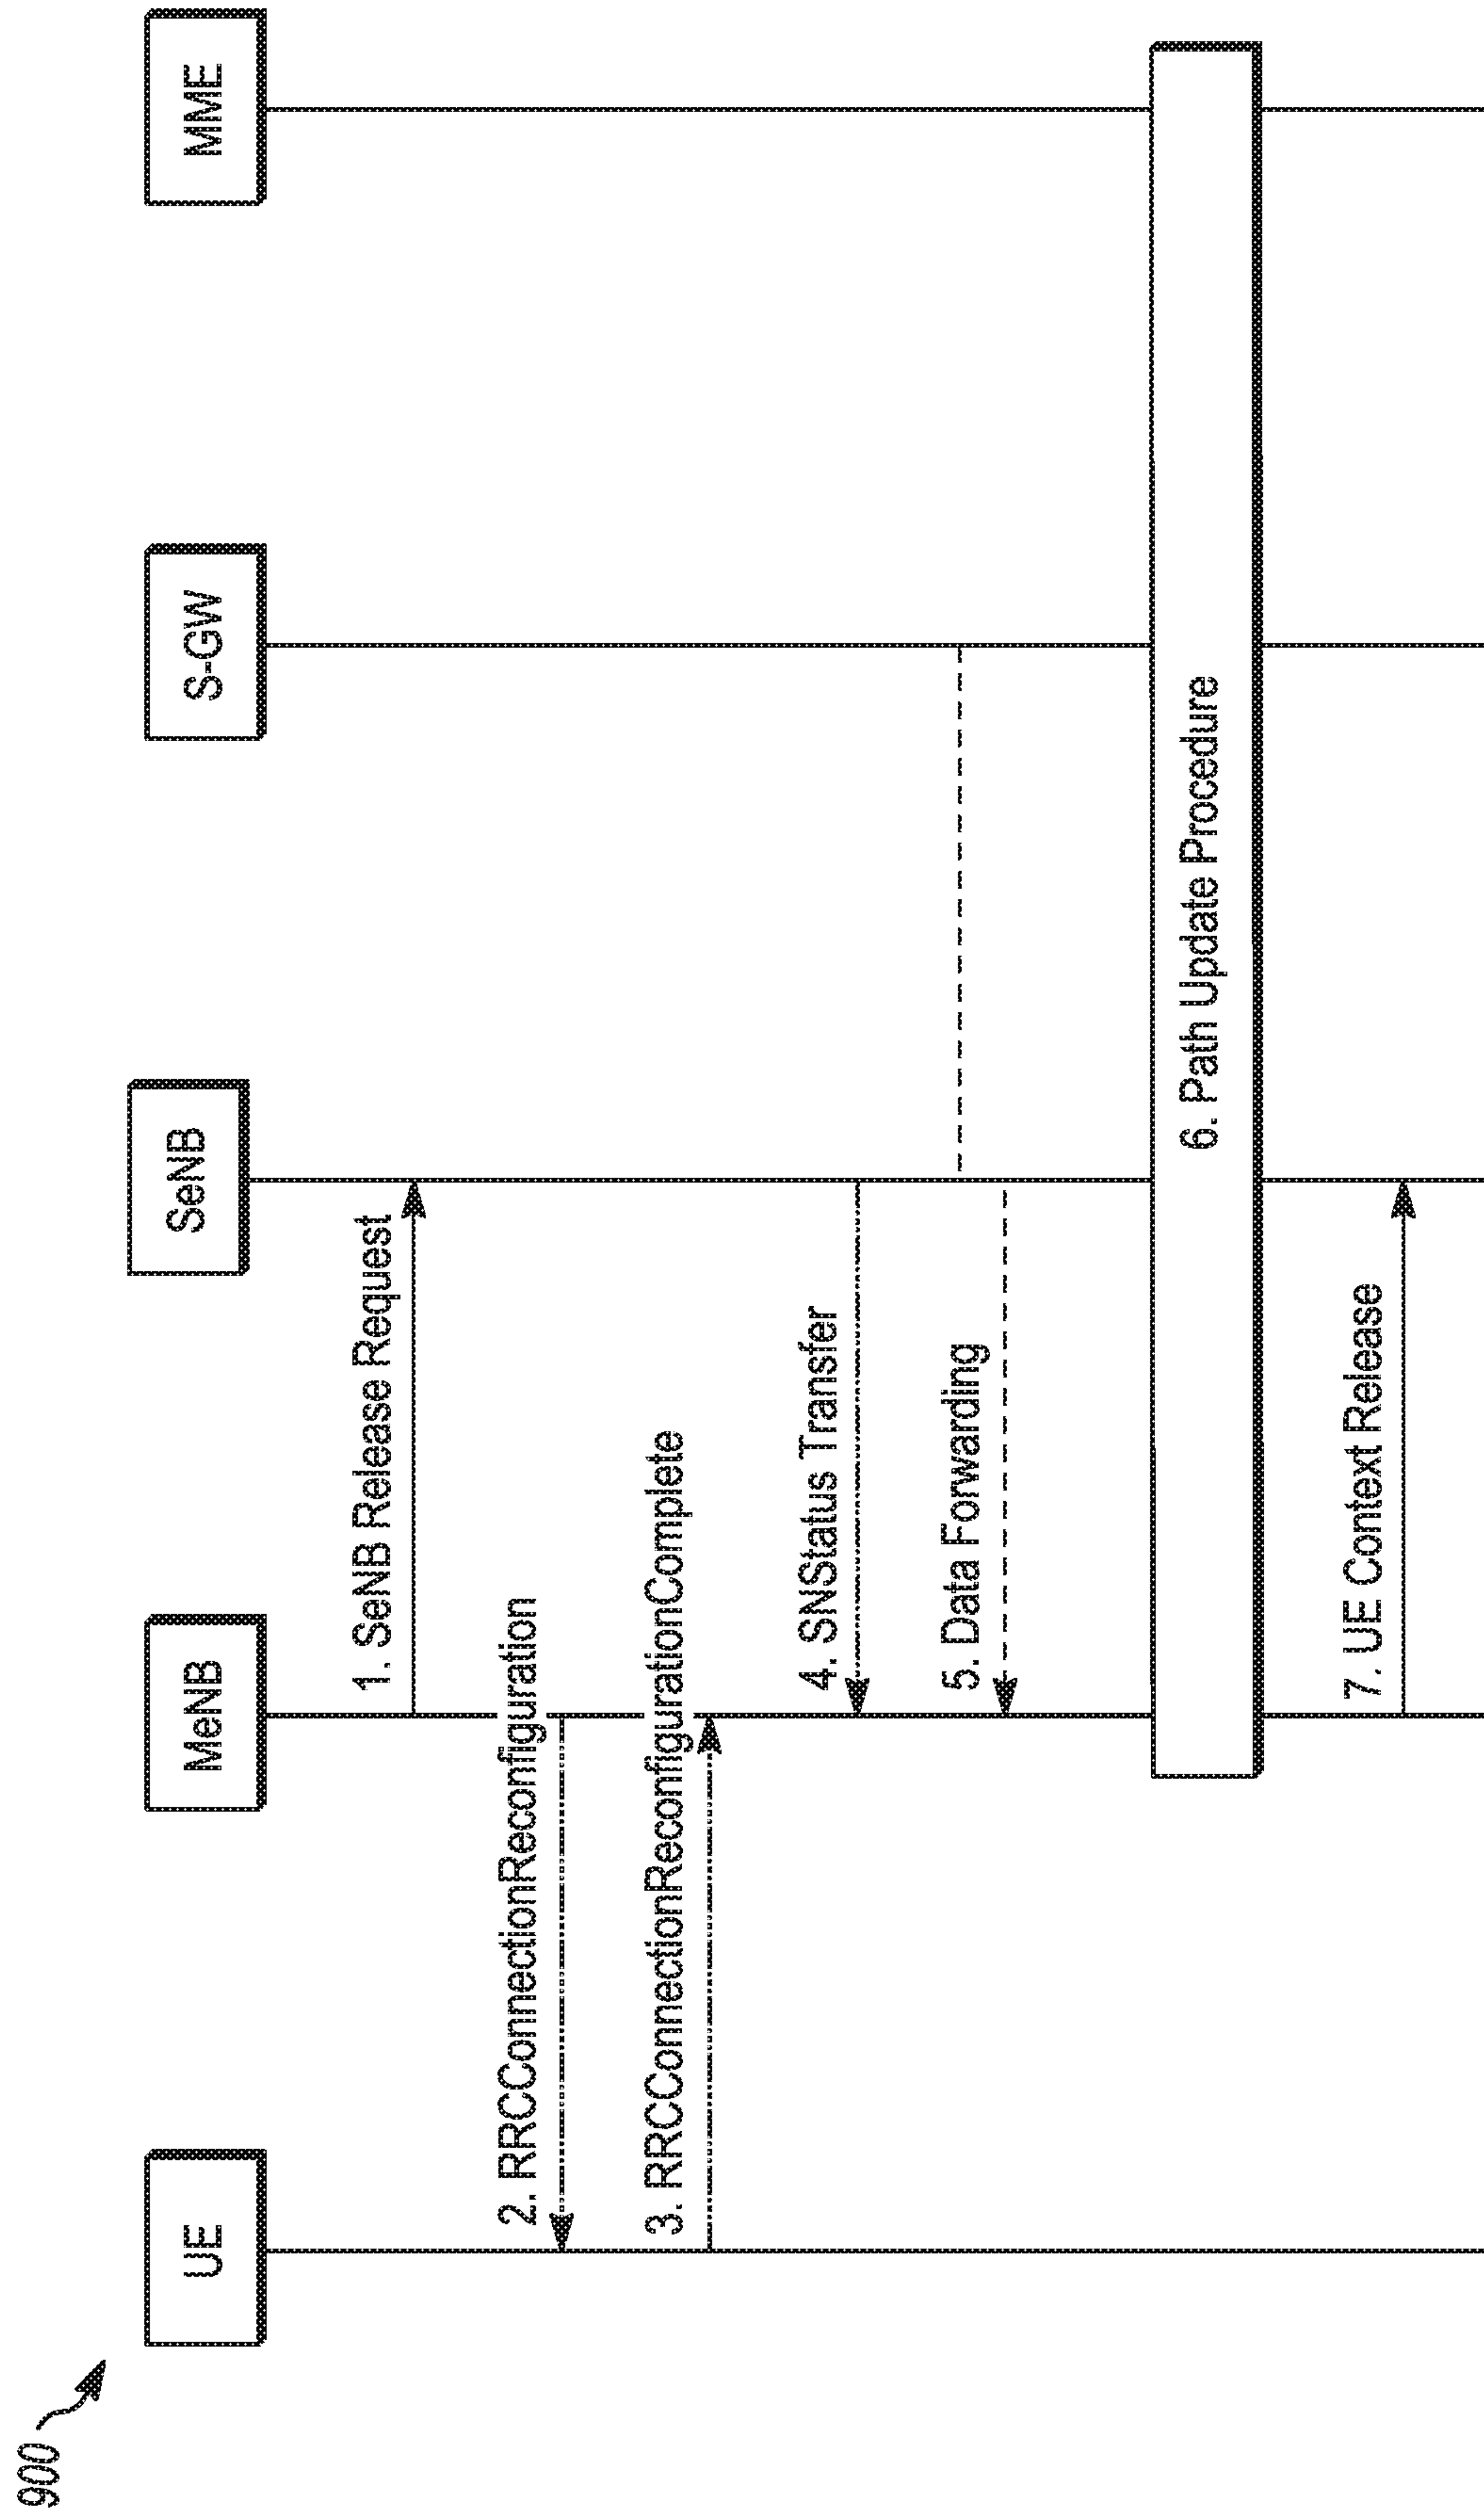 900
UE
MeNB
SeNB
S-GW
MME
1. SeNB Release Request
2. RRCConnectionReconfiguration
3. RRCConnectionReconfigurationComplete
4. SNStatus Transfer
5. Data Forwarding
6. Path Update Procedure
7. UE Context Release